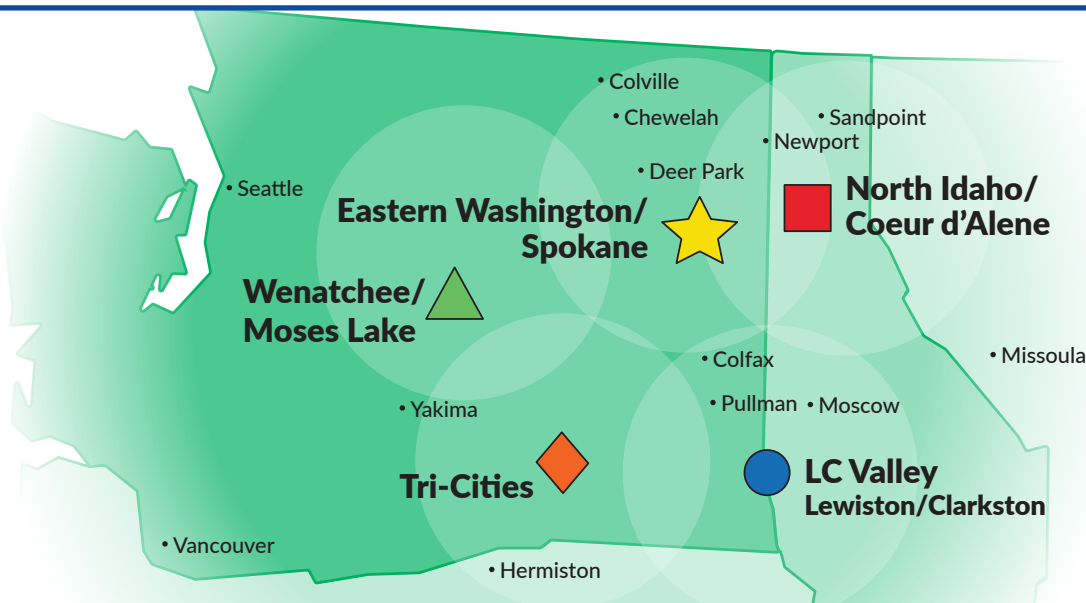 • Colville
• Chewelah
• Sandpoint
• Newport
• Deer Park
• Seattle
North Idaho/
Coeur d’Alene
Eastern Washington/
Spokane
Wenatchee/
Moses Lake
• Colfax
• Missoula
• Yakima
• Pullman
• Moscow
Tri-Cities
LC Valley
Lewiston/Clarkston
• Vancouver
• Hermiston